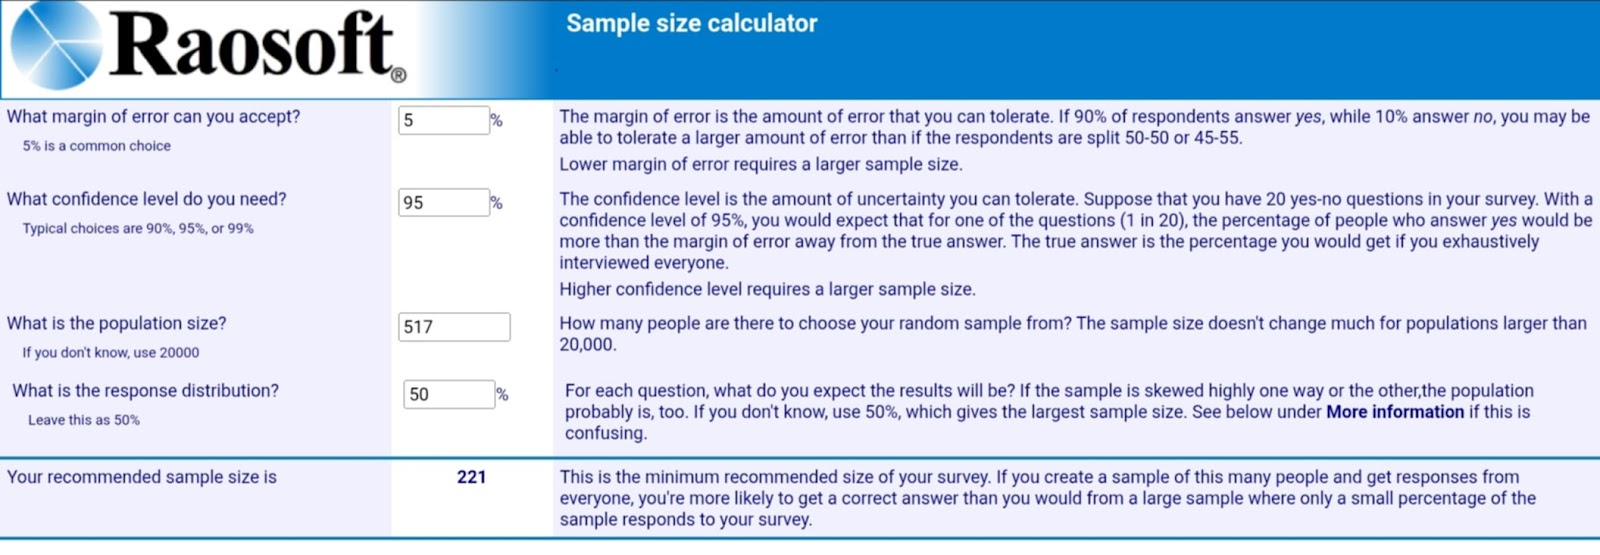 Raosoft®
Sample size calculator
What margin of error can you accept?
5% is a common choice
5 %
The margin of error is the amount of error that you can tolerate. If 90% of respondents answer yes, while 10% answer no, you may be
able to tolerate a larger amount of error than if the respondents are split 50-50 or 45-55.
Lower margin of error requires a larger sample size.
What confidence level do you need?
Typical choices are 90%, 95%, or 99%
95 %
The confidence level is the amount of uncertainty you can tolerate. Suppose that you have 20 yes-no questions in your survey. With a
confidence level of 95%, you would expect that for one of the questions (1 in 20), the percentage of people who answer yes would be
more than the margin of error away from the true answer. The true answer is the percentage you would get if you exhaustively
interviewed everyone.
Higher confidence level requires a larger sample size.
What is the population size?
If you don't know, use 20000
517
How many people are there to choose your random sample from? The sample size doesn't change much for populations larger than
20,000.
What is the response distribution?
Leave this as 50%
50 %
For each question, what do you expect the results will be? If the sample is skewed highly one way or the other,the population
probably is, too. If you don't know, use 50%, which gives the largest sample size. See below under More information if this is
confusing.
Your recommended sample size is
221
This is the minimum recommended size of your survey. If you create a sample of this many people and get responses from
everyone, you're more likely to get a correct answer than you would from a large sample where only a small percentage of the
sample responds to your survey.